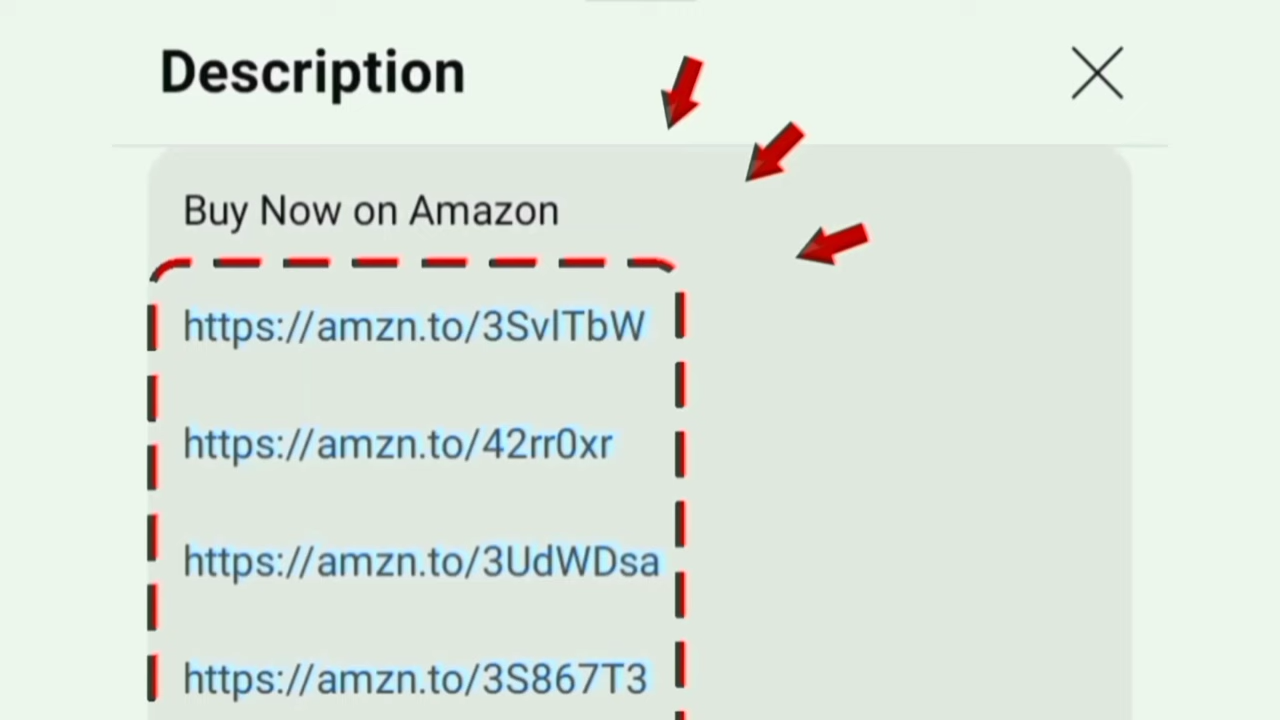 Description
Buy Now on Amazon
https://amzn.to/3SvlTbW
https://amzn.to/42rr0xr
https://amzn.to/3UdWDsa
https://amzn.to/3S867T3